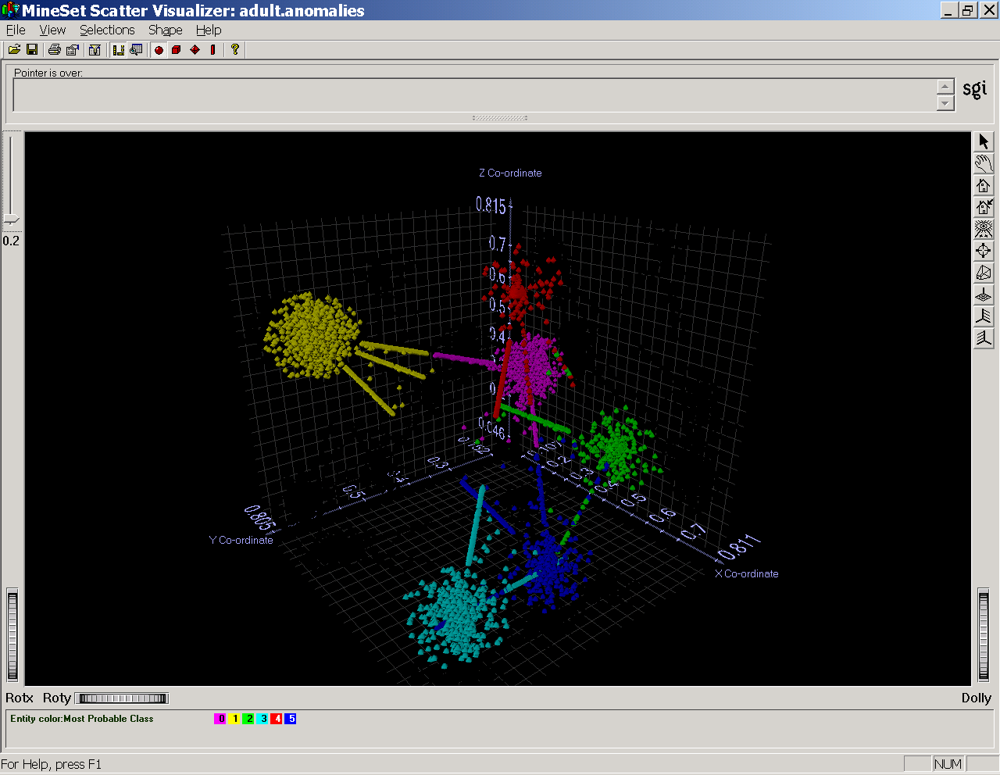 MineSet Scatter Visualizer: adult.anomalies
File View Selections Shape Help
Pointer is over:
sgi
Z Co-ordinate
0.815
0.7
0.6
0.5
0.4
0.046
0.2
0.3
0.5
0.805
Y Co-ordinate
0.2
0.5
0.6
0.7
0.811
X Co-ordinate
Rotx Roty
Dolly
Entity color:Most Probable Class
0 1 2 3 4 5
For Help, press F1
NUM